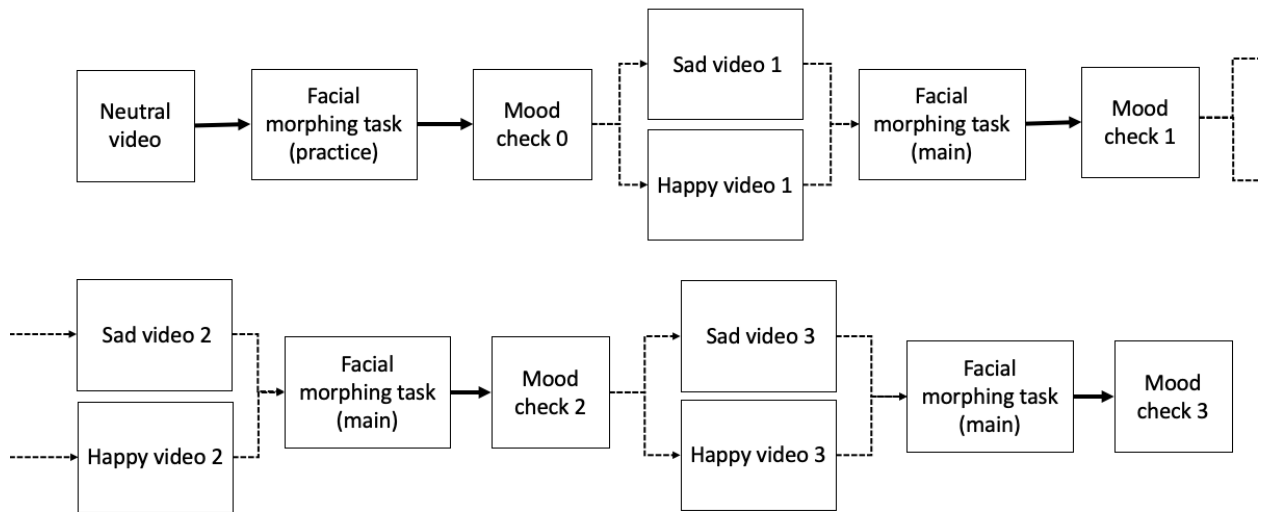 Neutral
video
Facial
morphing task
(practice)
Mood
check 0
Sad video 1
Happy video 1
Facial
morphing task
(main)
Mood
check 1
Sad video 2
Happy video 2
Facial
morphing task
(main)
Mood
check 2
Sad video 3
Happy video 3
Facial
morphing task
(main)
Mood
check 3